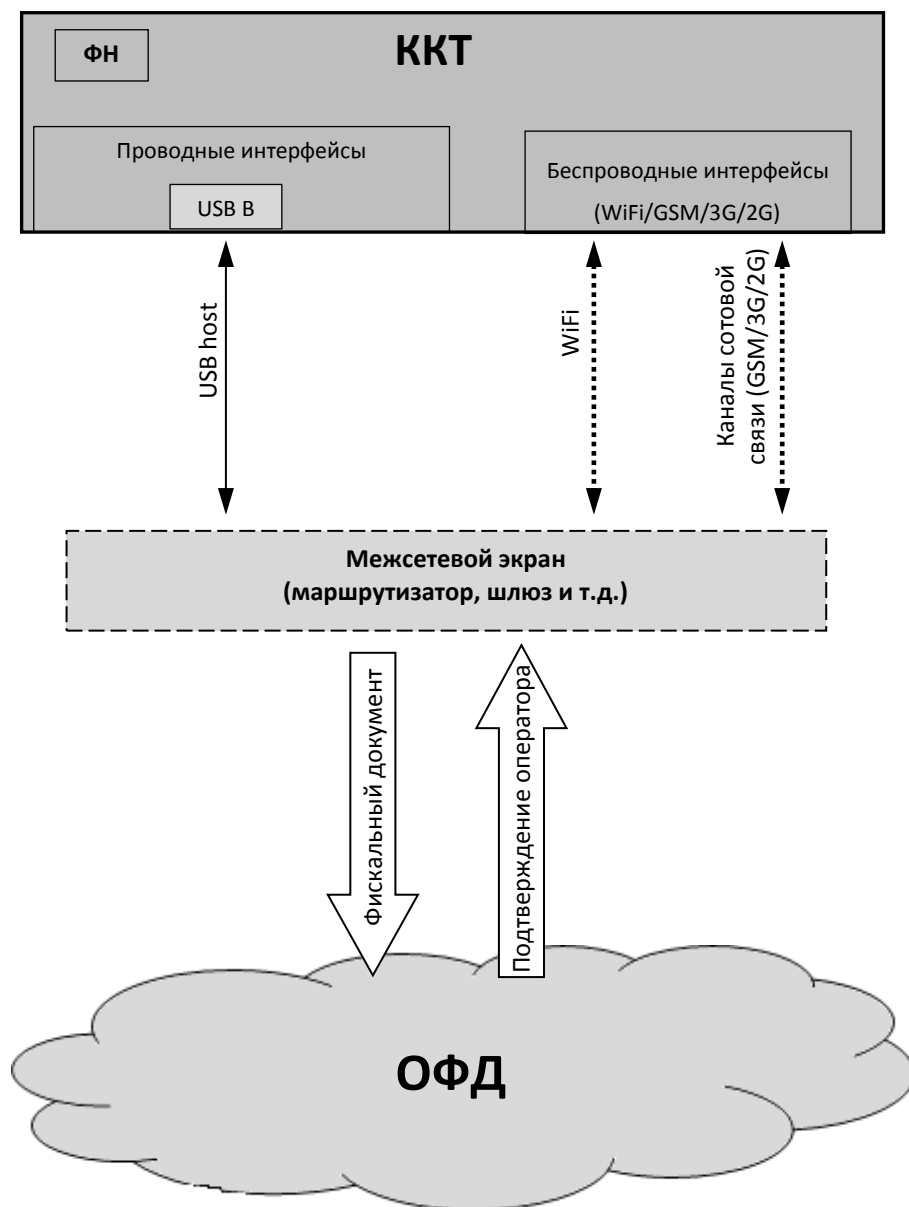 ФН
ККТ
Проводные интерфейсы
USB B
Беспроводные интерфейсы
(WiFi/GSM/3G/2G)
USB host
WiFi
Каналы сотовой
связи (GSM/3G/2G)
Межсетевой экран
(маршрутизатор, шлюз и т.д.)
Фискальный документ
Подтверждение оператора
ОФД